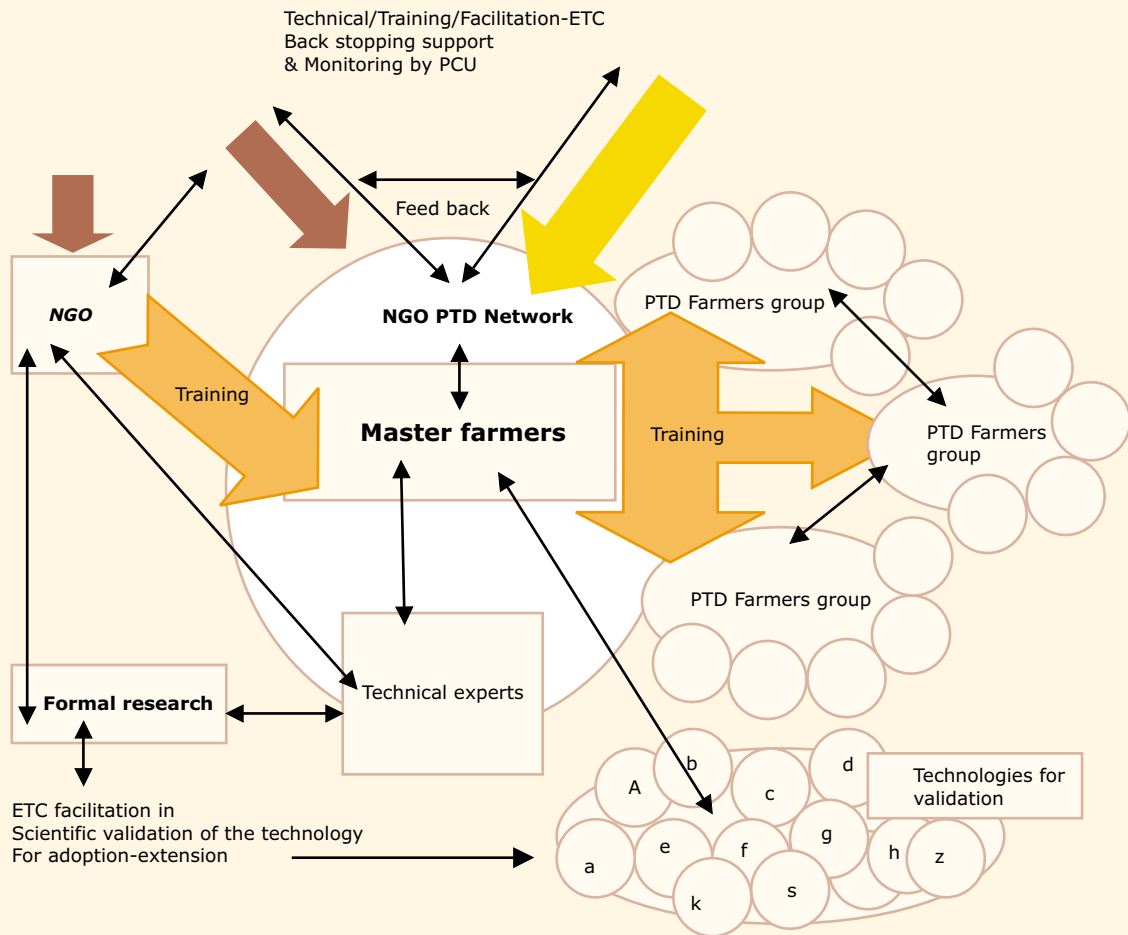 Technical/Training/Facilitation-ETC
Back stopping support
& Monitoring by PCU
Feed back
NGO
NGO PTD Network
PTD Farmers group
Training
Master farmers
Training
PTD Farmers
group
PTD Farmers group
Technical experts
Formal research
ETC facilitation in
Scientific validation of the technology
For adoption-extension
Technologies for
validation
A
b
c
d
a
e
f
g
h
z
k
s